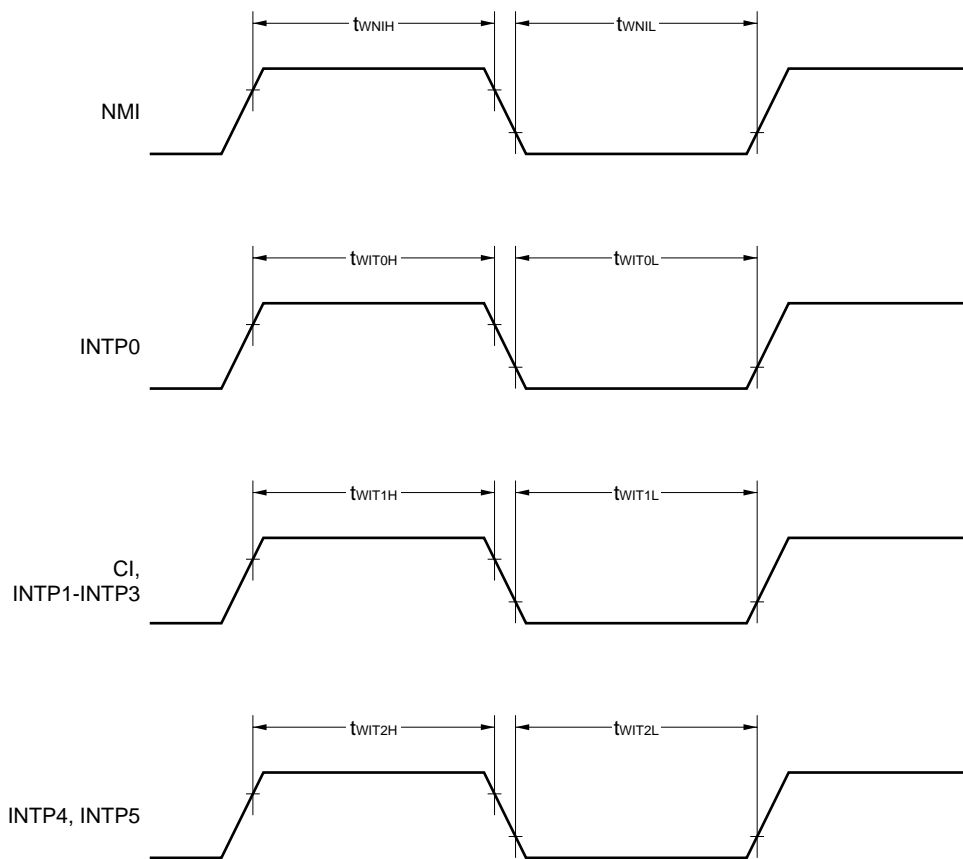 tWNIH tWNIL
NMI
tWIT0H tWIT0L
INTP0
tWIT1H tWIT1L
CI,
INTP1-INTP3
tWIT2H tWIT2L
INTP4, INTP5